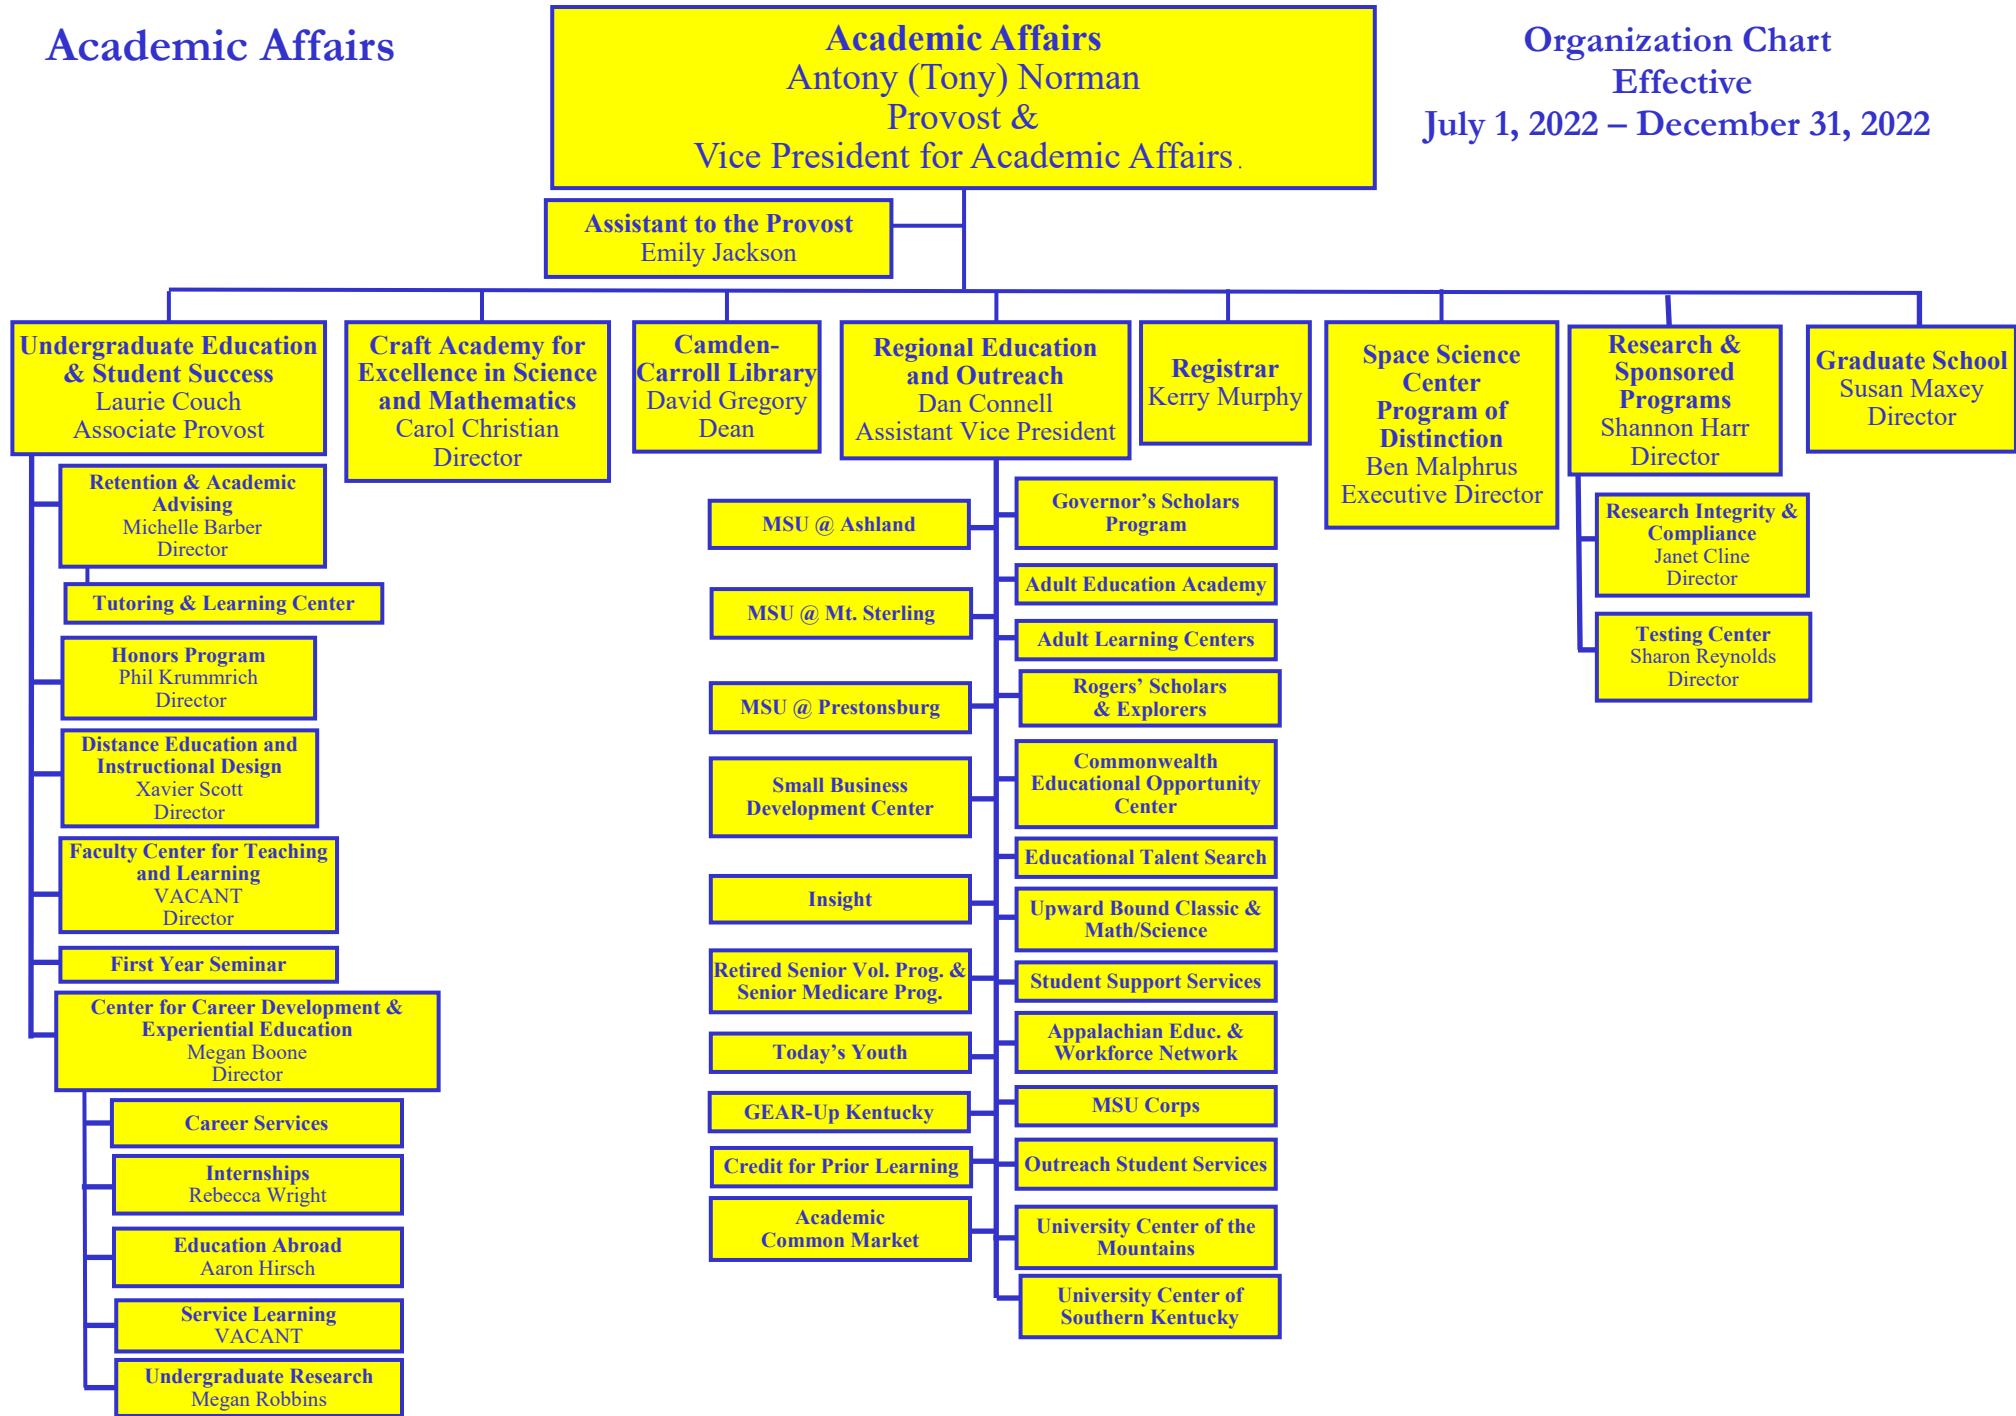 Academic Affairs
Academic Affairs
Antony (Tony) Norman
Provost &
Vice President for Academic Affairs.
Organization Chart
Effective
July 1, 2022 – December 31, 2022
Assistant to the Provost
Emily Jackson
Undergraduate Education
& Student Success
Laurie Couch
Associate Provost
Craft Academy for
Excellence in Science
and Mathematics
Carol Christian
Director
Camden-
Carroll Library
David Gregory
Dean
Regional Education
and Outreach
Dan Connell
Assistant Vice President
Registrar
Kerry Murphy
Space Science
Center
Program of
Distinction
Ben Malphrus
Executive Director
Research &
Sponsored
Programs
Shannon Harr
Director
Graduate School
Susan Maxey
Director
Retention & Academic
Advising
Michelle Barber
Director
Tutoring & Learning Center
Honors Program
Phil Krummrich
Director
Distance Education and
Instructional Design
Xavier Scott
Director
Faculty Center for Teaching
and Learning
VACANT
Director
First Year Seminar
Center for Career Development &
Experiential Education
Megan Boone
Director
Career Services
Internships
Rebecca Wright
Education Abroad
Aaron Hirsch
Service Learning
VACANT
Undergraduate Research
Megan Robbins
MSU @ Ashland
MSU @ Mt. Sterling
MSU @ Prestonsburg
Small Business
Development Center
Insight
Retired Senior Vol. Prog. &
Senior Medicare Prog.
Today's Youth
GEAR-Up Kentucky
Credit for Prior Learning
Academic
Common Market
Governor's Scholars
Program
Adult Education Academy
Adult Learning Centers
Rogers' Scholars
& Explorers
Commonwealth
Educational Opportunity
Center
Educational Talent Search
Upward Bound Classic &
Math/Science
Student Support Services
Appalachian Educ. &
Workforce Network
MSU Corps
Outreach Student Services
University Center of the
Mountains
University Center of
Southern Kentucky
Research Integrity &
Compliance
Janet Cline
Director
Testing Center
Sharon Reynolds
Director